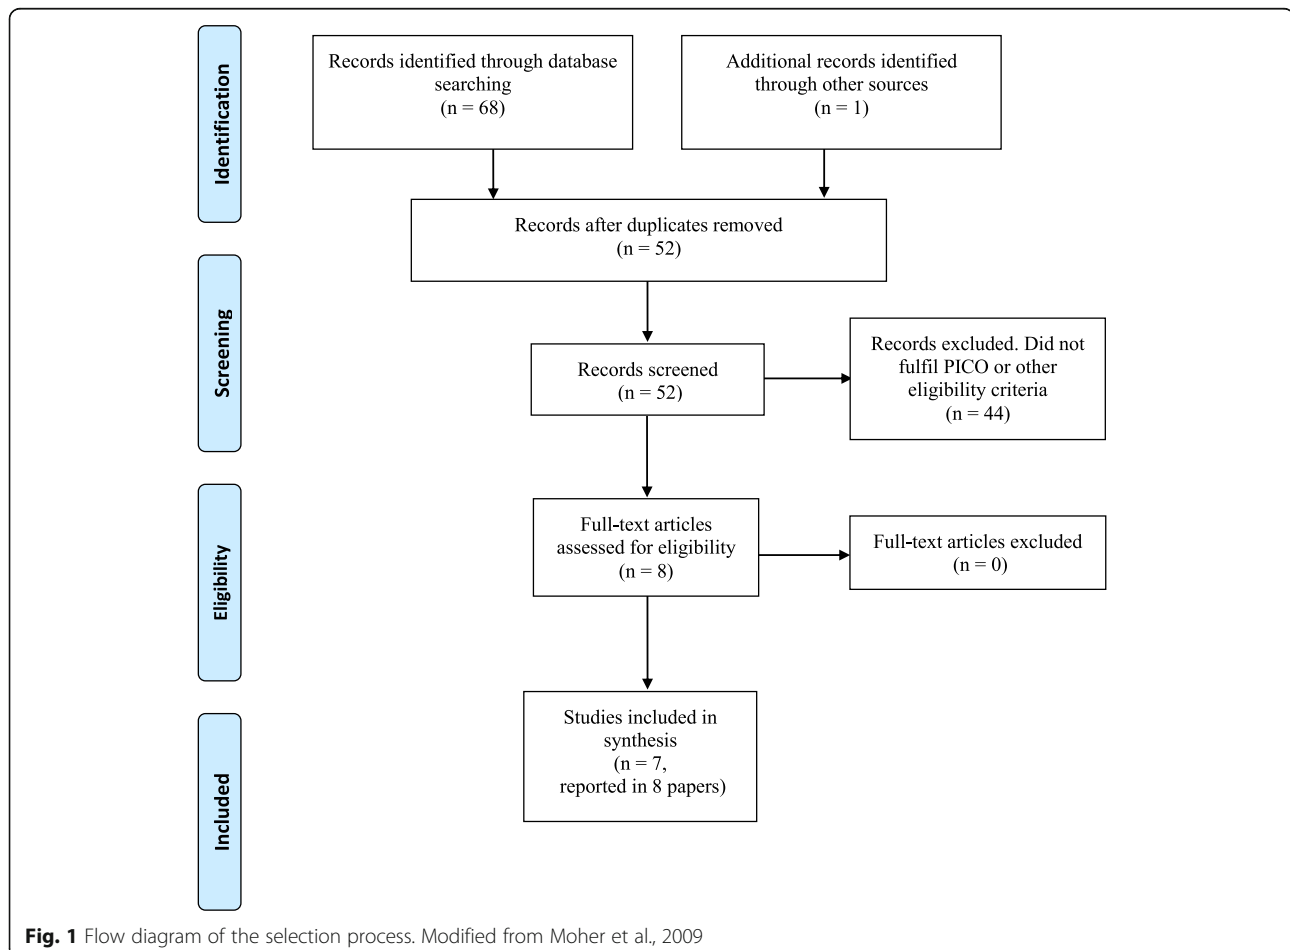 Identification
Records identified through database
searching
(n = 68)
Additional records identified
through other sources
(n = 1)
Records after duplicates removed
(n = 52)
Screening
Records screened
(n = 52)
Records excluded. Did not
fulfil PICO or other
eligibility criteria
(n = 44)
Eligibility
Full-text articles
assessed for eligibility
(n = 8)
Full-text articles excluded
(n = 0)
Included
Studies included in
synthesis
(n = 7,
reported in 8 papers)
Fig. 1 Flow diagram of the selection process. Modified from Moher et al., 2009